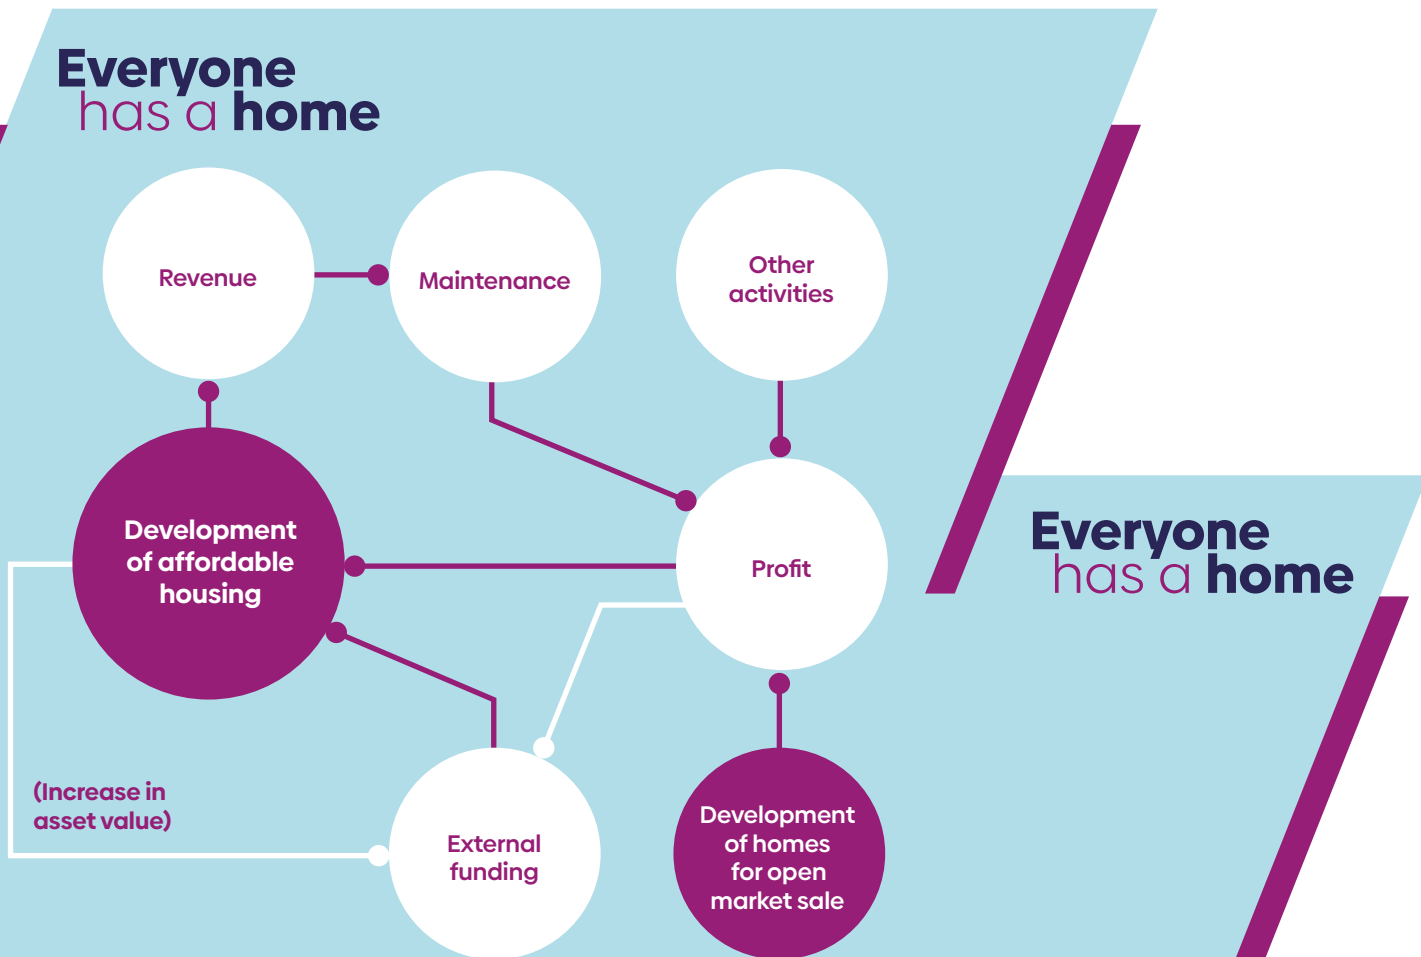 Everyone
has a home
Revenue
Maintenance
Other
activities
Development
of affordable
housing
Profit
Everyone
has a home
(Increase in
asset value)
External
funding
Development
of homes
for open
market sale